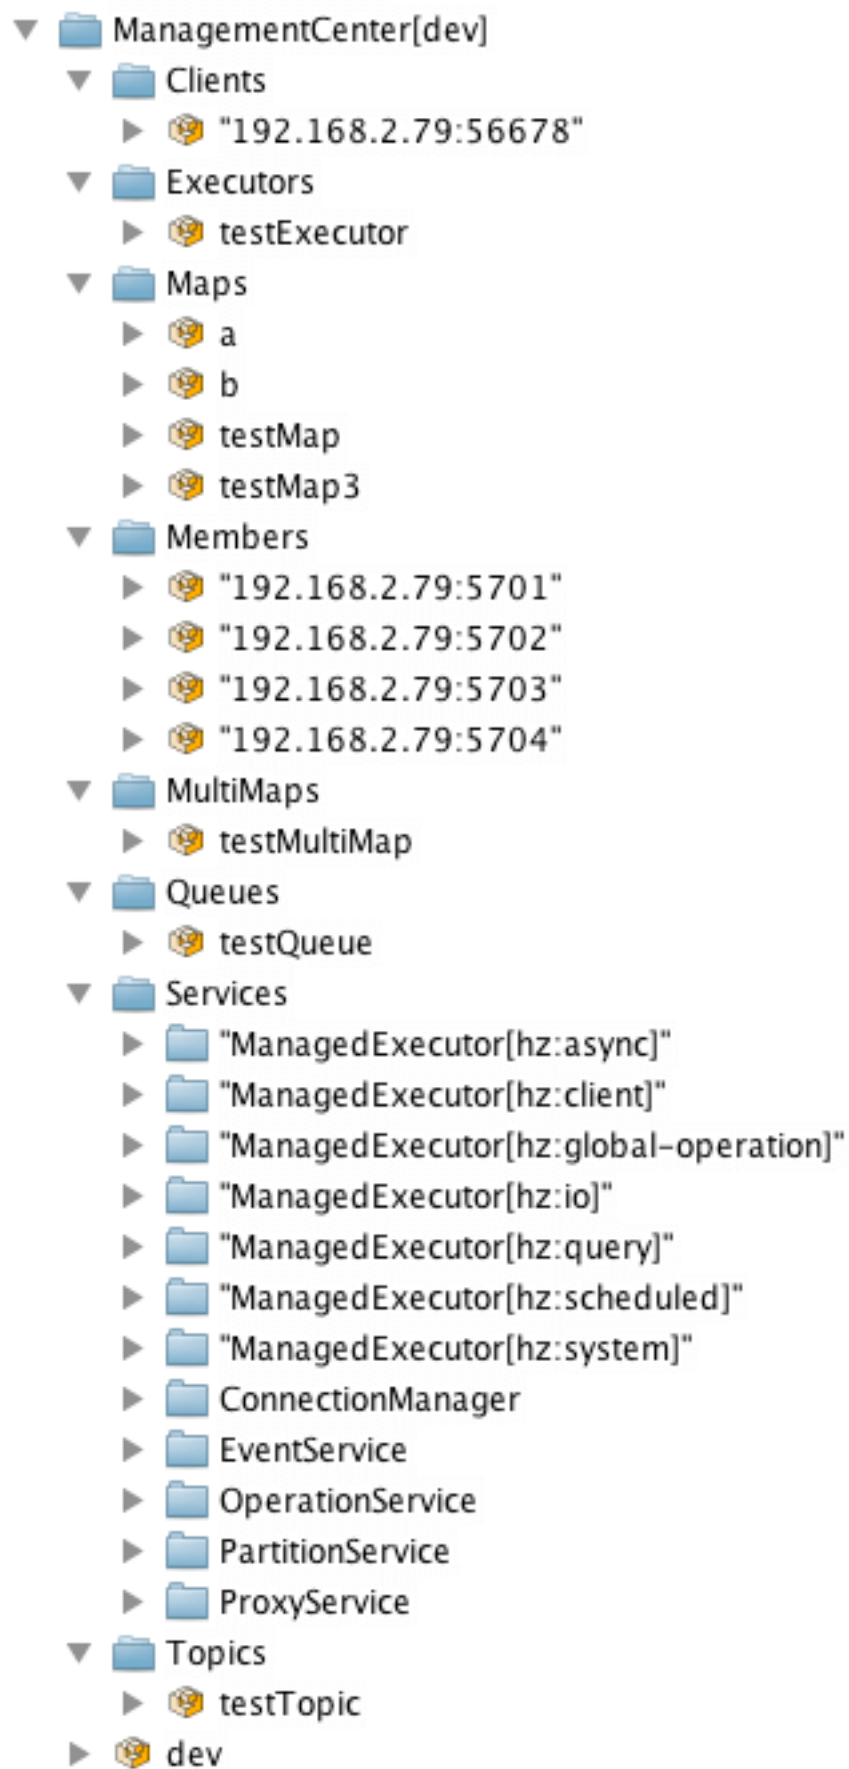 ManagementCenter[dev]
Clients
"192.168.2.79:56678"
Executors
testExecutor
Maps
a
b
testMap
testMap3
Members
"192.168.2.79:5701"
"192.168.2.79:5702"
"192.168.2.79:5703"
"192.168.2.79:5704"
MultiMaps
testMultiMap
Queues
testQueue
Services
"ManagedExecutor[hz:async]"
"ManagedExecutor[hz:client]"
"ManagedExecutor[hz:global-operation]"
"ManagedExecutor[hz:io]"
"ManagedExecutor[hz:query]"
"ManagedExecutor[hz:scheduled]"
"ManagedExecutor[hz:system]"
ConnectionManager
EventService
OperationService
PartitionService
ProxyService
Topics
testTopic
dev